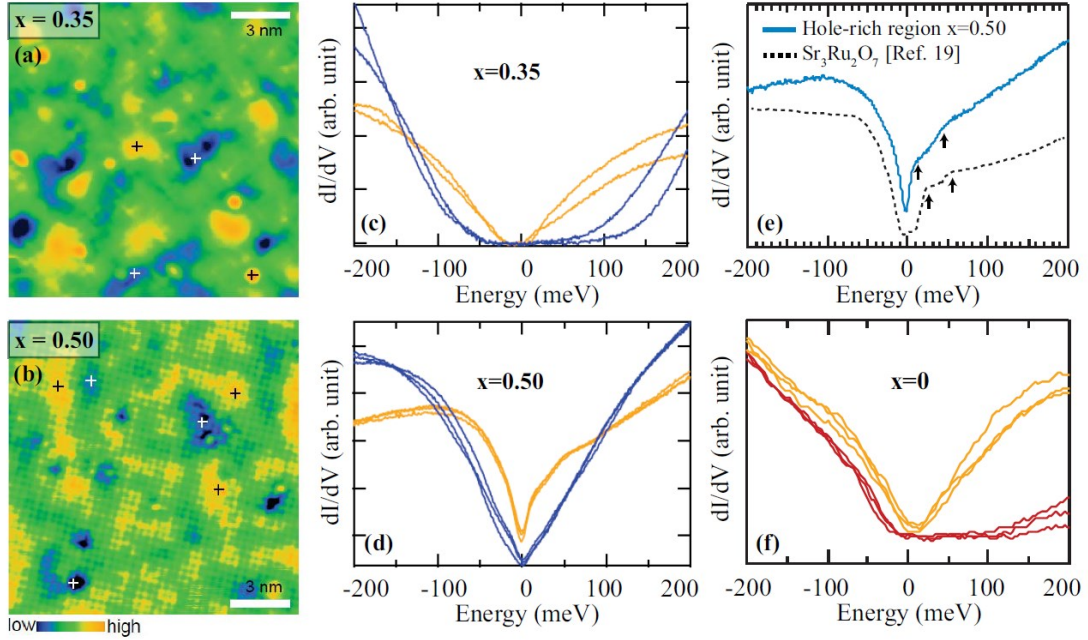 x = 0.35
3 nm
(a)
x = 0.50
(b)
3 nm
low high
dI/dV (arb. unit)
x=0.35
(c)
-200 -100 0 100 200
Energy (meV)
dI/dV (arb. unit)
x=0.50
(d)
-200 -100 0 100 200
Energy (meV)
dI/dV (arb. unit)
Hole-rich region x=0.50
Sr3Ru2O7 [Ref. 19]
(e)
-200 -100 0 100 200
Energy (meV)
dI/dV (arb. unit)
x=0
(f)
-200 -100 0 100 200
Energy (meV)